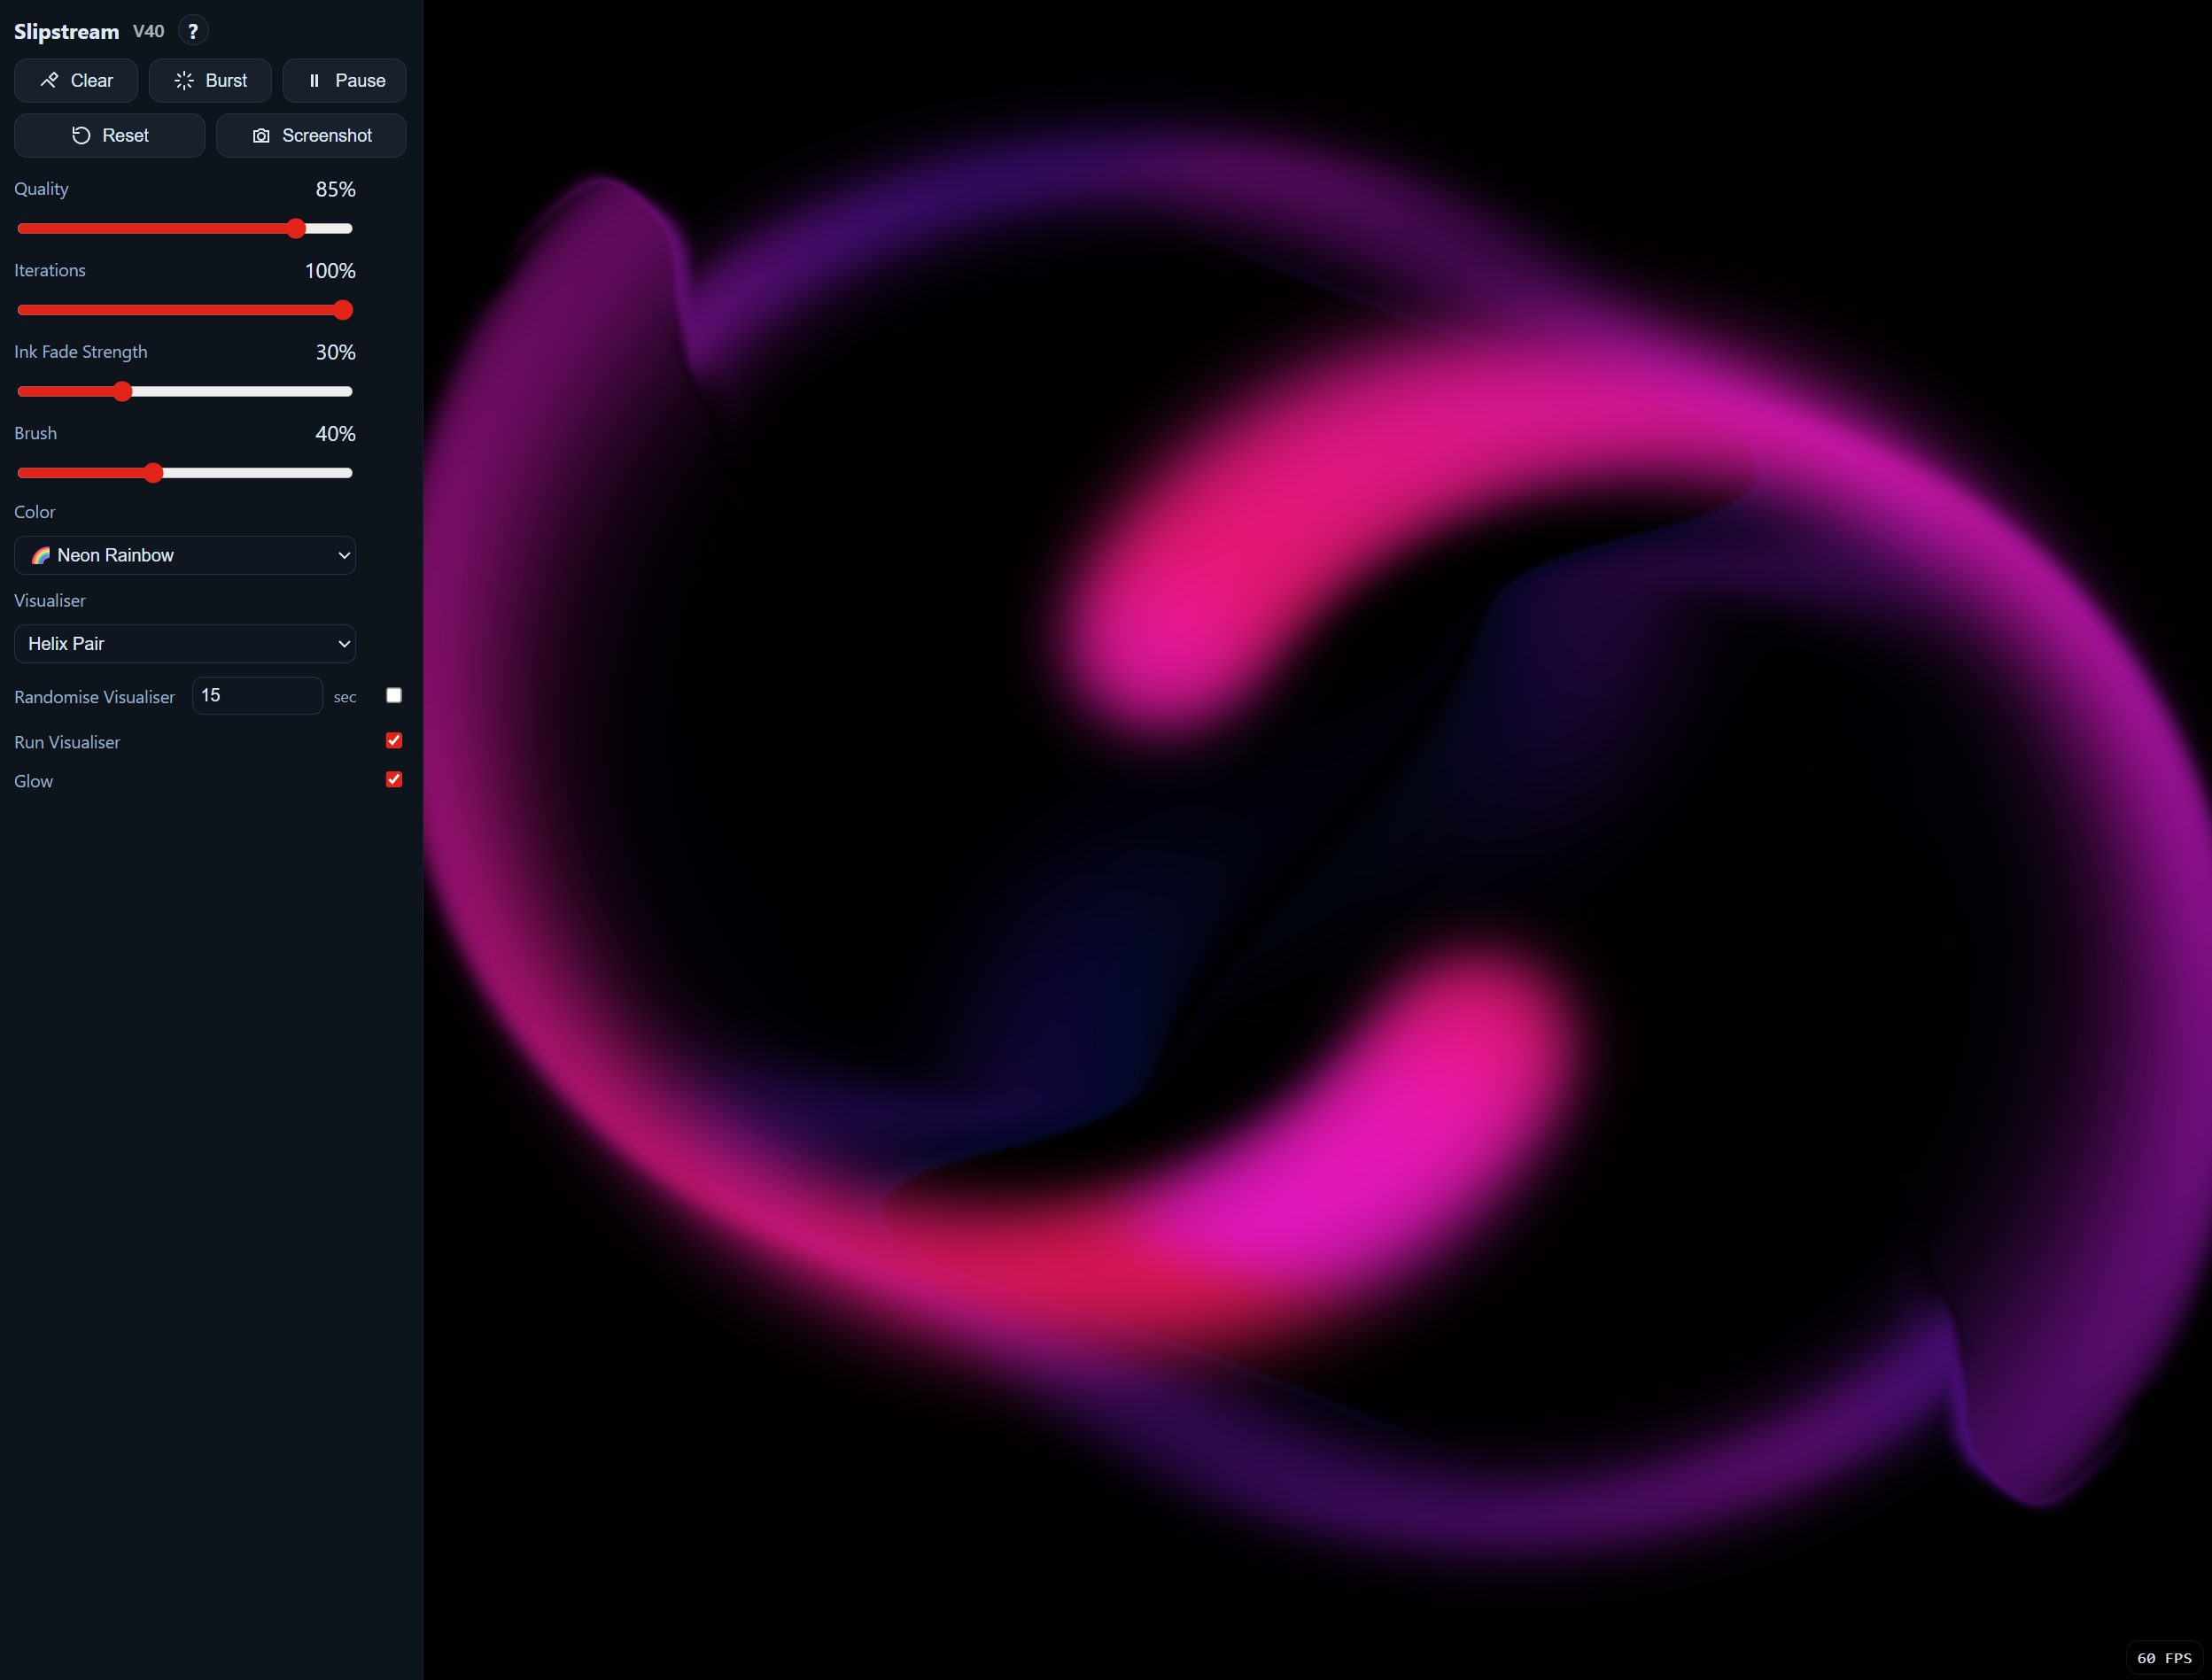 Slipstream V40 ?
Clear Burst Pause
Reset Screenshot
Quality 85%
Iterations 100%
Ink Fade Strength 30%
Brush 40%
Color
Neon Rainbow
Visualiser
Helix Pair
Randomise Visualiser 15 sec
Run Visualiser
Glow
60 FPS